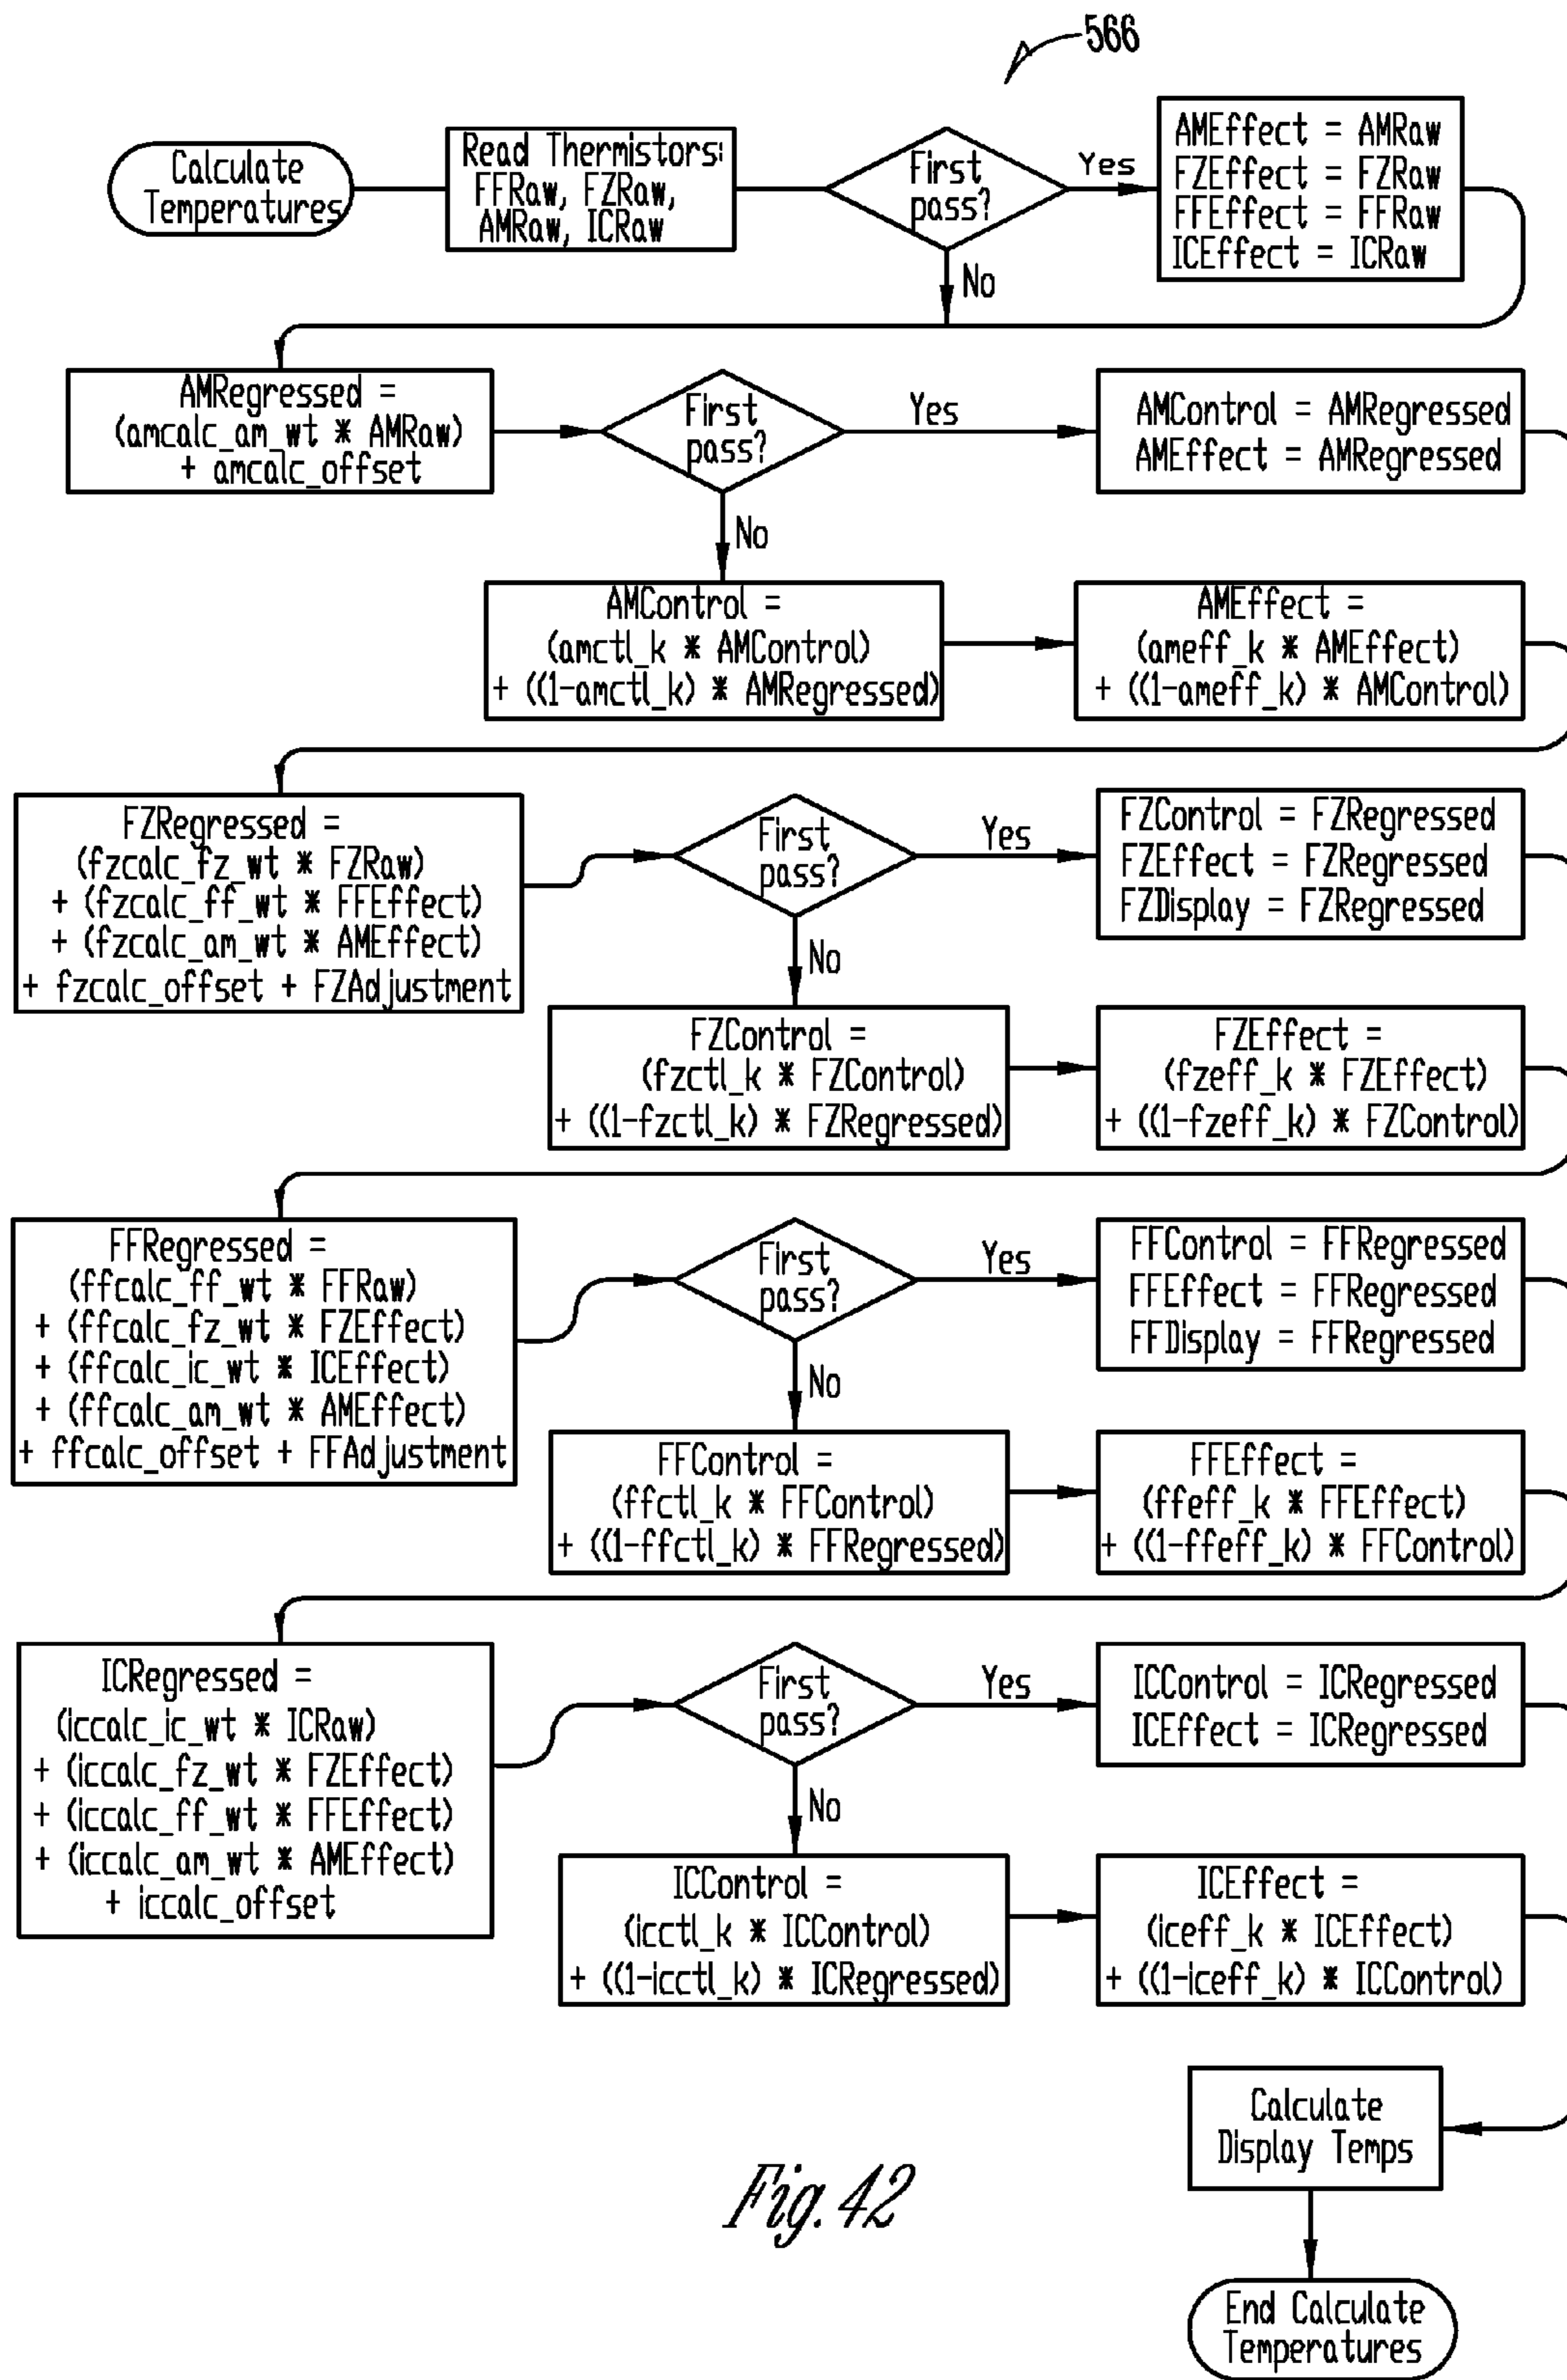 566
Calculate
Temperatures
Read Thermistors:
FFRaw, FZRaw,
AMRaw, ICRaw
First
pass?
Yes
AMEffect = AMRaw
FZEffect = FZRaw
FFEffect = FFRaw
ICEffect = ICRaw
No
AMRegressed =
(amcalc_am_wt * AMRaw)
+ amcalc_offset
First
pass?
Yes
AMControl = AMRegressed
AMEffect = AMRegressed
No
AMControl =
(amctl_k * AMControl)
+ ((1-amctl_k) * AMRegressed)
AMEffect =
(ameff_k * AMEffect)
+ ((1-ameff_k) * AMControl)
FZRegressed =
(fzcalc_fz_wt * FZRaw)
+ (fzcalc_ff_wt * FFEffect)
+ (fzcalc_am_wt * AMEffect)
+ fzcalc_offset + FZAdjustment
First
pass?
Yes
FZControl = FZRegressed
FZEffect = FZRegressed
FZDisplay = FZRegressed
No
FZControl =
(fzctl_k * FZControl)
+ ((1-fzctl_k) * FZRegressed)
FZEffect =
(fzeff_k * FZEffect)
+ ((1-fzeff_k) * FZControl)
FFRegressed =
(ffcalc_ff_wt * FFRaw)
+ (ffcalc_fz_wt * FZEffect)
+ (ffcalc_ic_wt * ICEffect)
+ (ffcalc_am_wt * AMEffect)
+ ffcalc_offset + FFAdjustment
First
pass?
Yes
FFControl = FFRegressed
FFEffect = FFRegressed
FFDisplay = FFRegressed
No
FFControl =
(ffctl_k * FFControl)
+ ((1-ffctl_k) * FFRegressed)
FFEffect =
(ffeff_k * FFEffect)
+ ((1-ffeff_k) * FFControl)
ICRegressed =
(iccalc_ic_wt * ICRaw)
+ (iccalc_fz_wt * FZEffect)
+ (iccalc_ff_wt * FFEffect)
+ (iccalc_am_wt * AMEffect)
+ iccalc_offset
First
pass?
Yes
ICControl = ICRegressed
ICEffect = ICRegressed
No
ICControl =
(icctl_k * ICControl)
+ ((1-icctl_k) * ICRegressed)
ICEffect =
(iceff_k * ICEffect)
+ ((1-iceff_k) * ICControl)
Calculate
Display Temps
End Calculate
Temperatures
Fig. 42